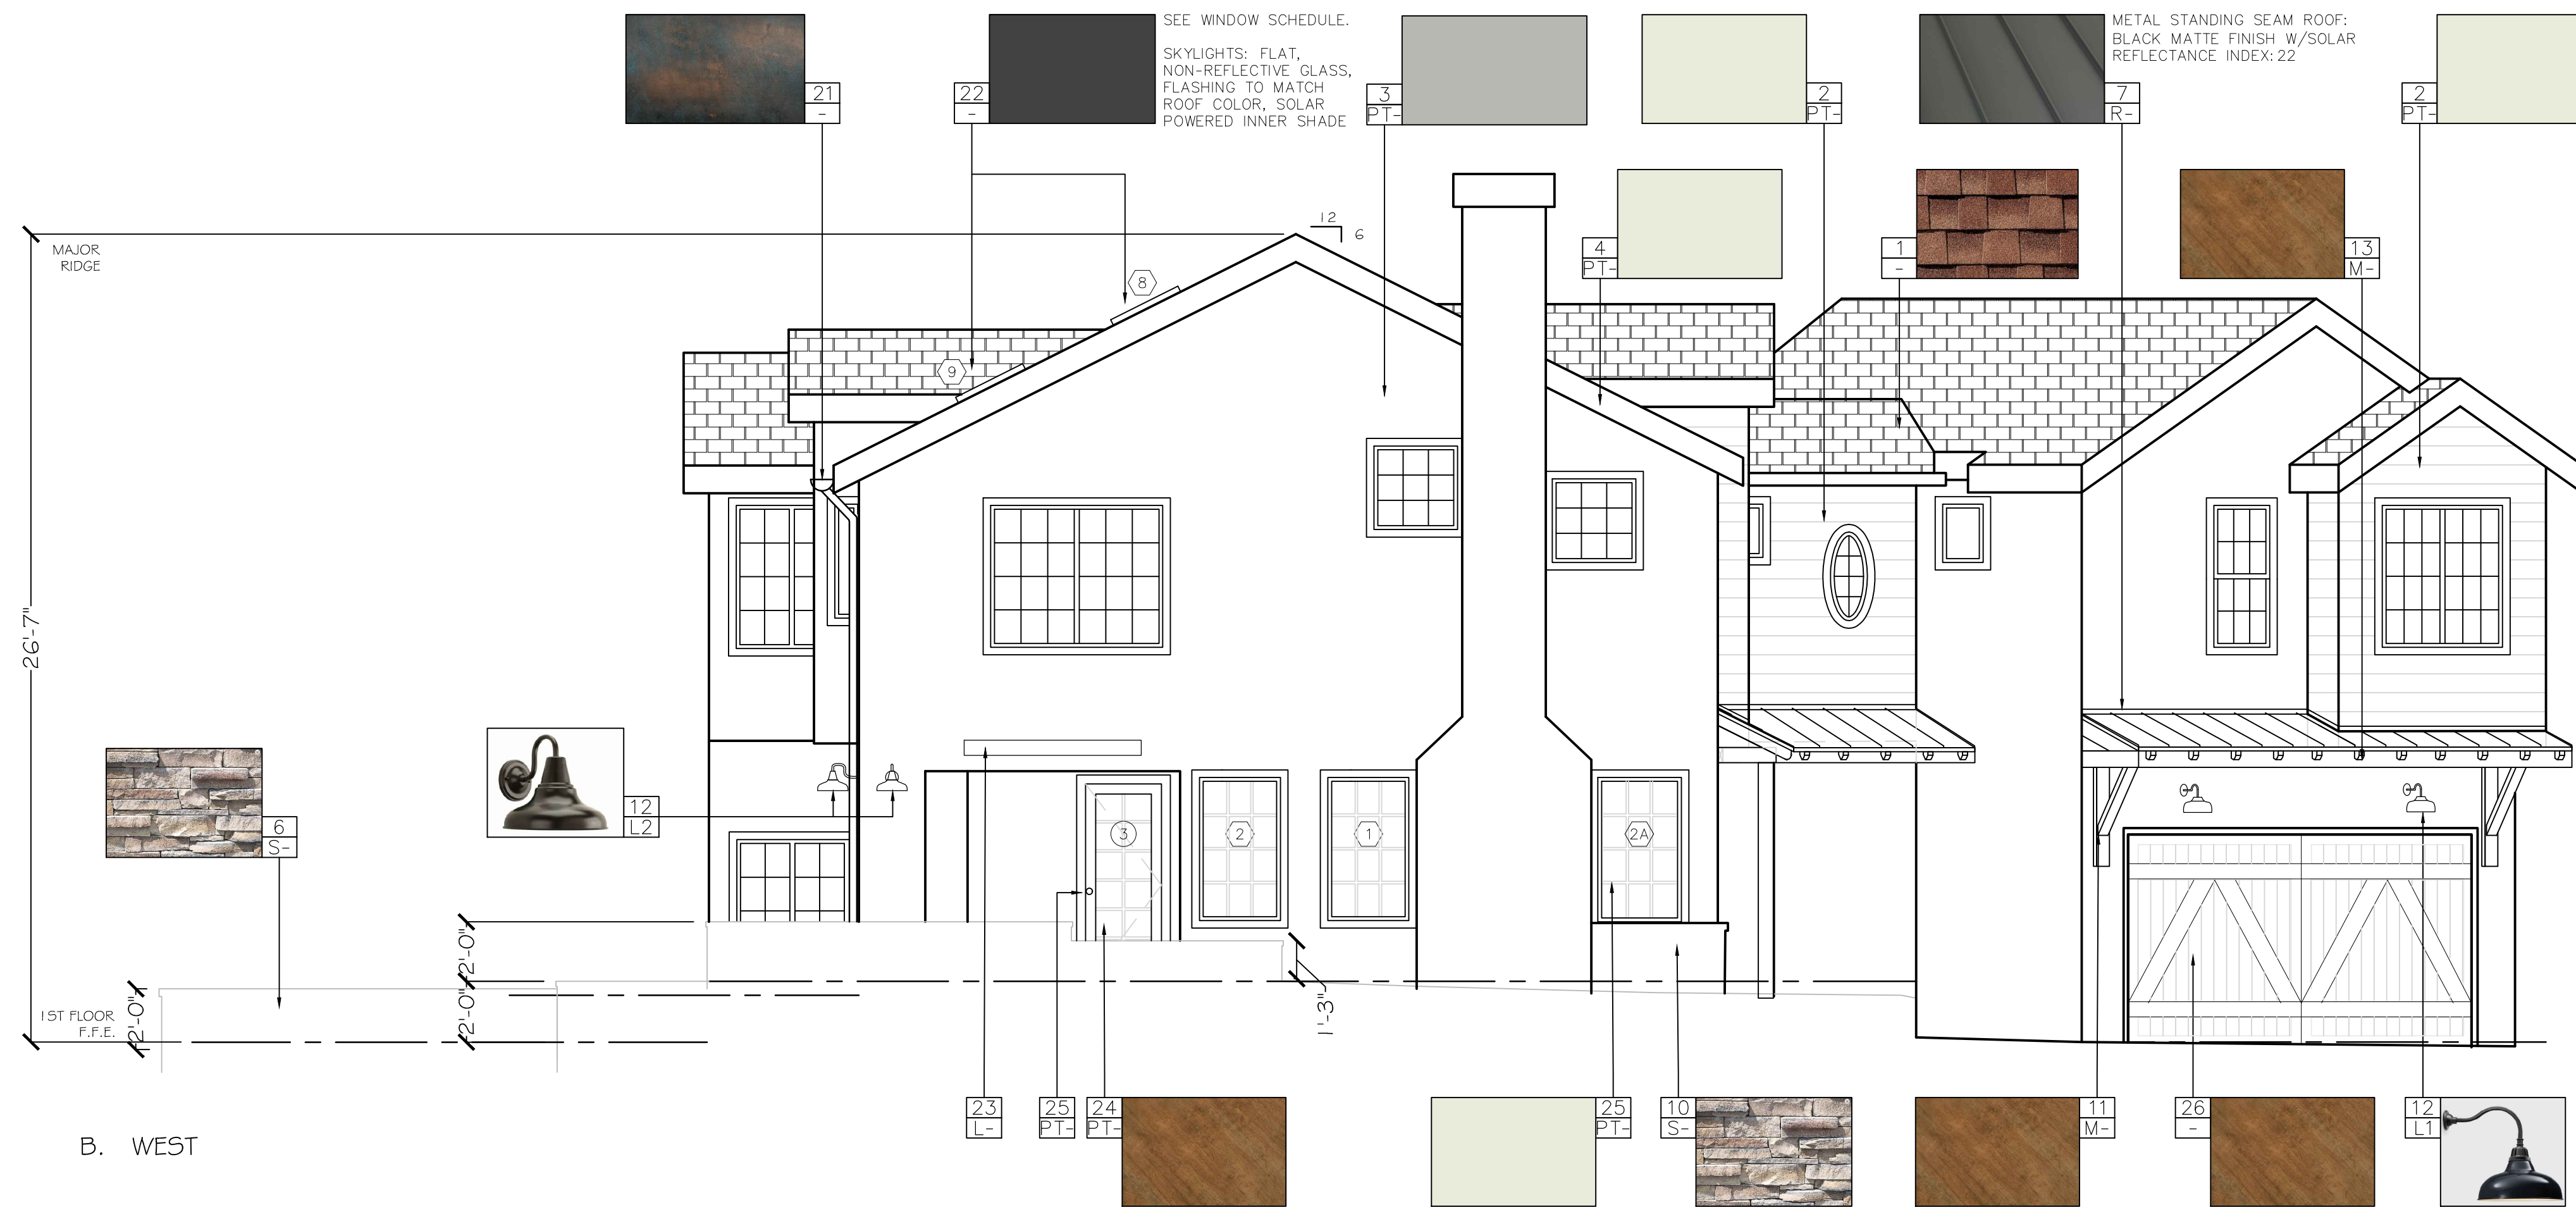 21
-
22
-
SEE WINDOW SCHEDULE.
SKYLIGHTS: FLAT,
NON-REFLECTIVE GLASS,
FLASHING TO MATCH
ROOF COLOR, SOLAR
POWERED INNER SHADE
3
PT-
2
PT-
7
R-
METAL STANDING SEAM ROOF:
BLACK MATTE FINISH W/SOLAR
REFLECTANCE INDEX:22
2
PT-
4
PT-
1
-
13
M-
12
6
MAJOR
RIDGE
8
9
26'-7"
12
L2
6
S-
3
2
1
2A
2'-0"
2'-0"
2'-0"
1'-3"
1ST FLOOR
F.F.E.
23
L-
25
PT-
24
PT-
25
PT-
10
S-
11
M-
26
-
12
L1
B. WEST